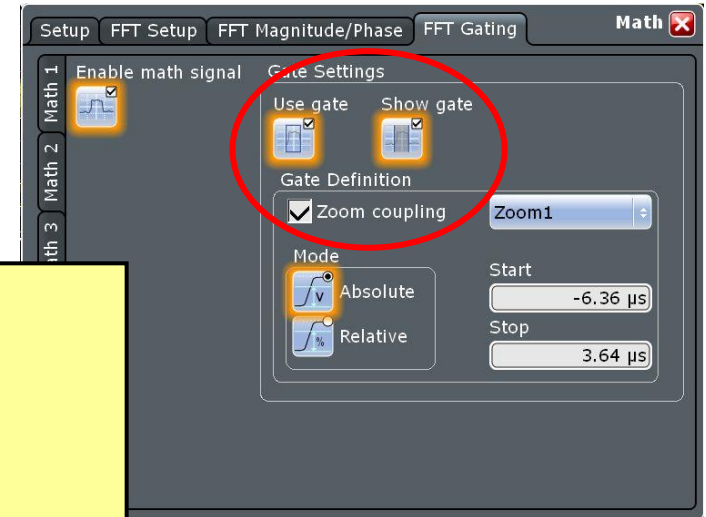 Setup FFT Setup FFT Magnitude/Phase FFT Gating Math
Math 1
Math 2
Math 3
Enable math signal
Gate Settings
Use gate Show gate
Gate Definition
Zoom coupling Zoom1
Mode
Absolute
Relative
Start
-6.36 µs
Stop
3.64 µs